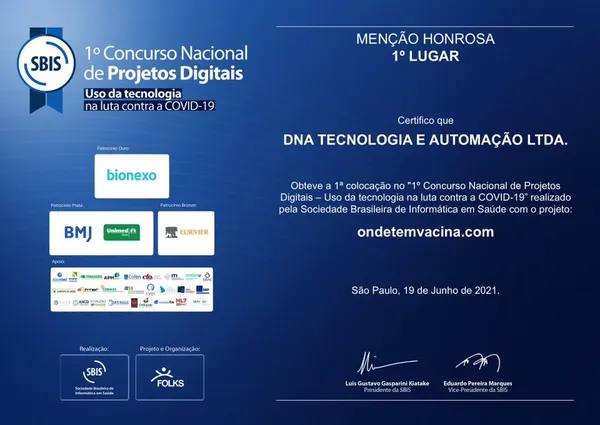 SBIS
1º Concurso Nacional
de Projetos Digitais
Uso da tecnologia
na luta contra a COVID-19
Patrocínio Ouro:
bionexo
Patrocínio Prata:
Patrocínio Bronze:
BMJ
Unimed
ELSEVIER
Apoio:
Realização:
Projeto e Organização:
SBIS
Sociedade Brasileira de
Informática em Saúde
FOLKS
MENÇÃO HONROSA
1º LUGAR
Certifico que
DNA TECNOLOGIA E AUTOMAÇÃO LTDA.
Obteve a 1ª colocação no "1º Concurso Nacional de Projetos
Digitais – Uso da tecnologia na luta contra a COVID-19” realizado
pela Sociedade Brasileira de Informática em Saúde com o projeto:
ondetemvacina.com
São Paulo, 19 de Junho de 2021.
Luis Gustavo Gasparini Kiatake
Presidente da SBIS
Eduardo Pereira Marques
Vice-Presidente da SBIS